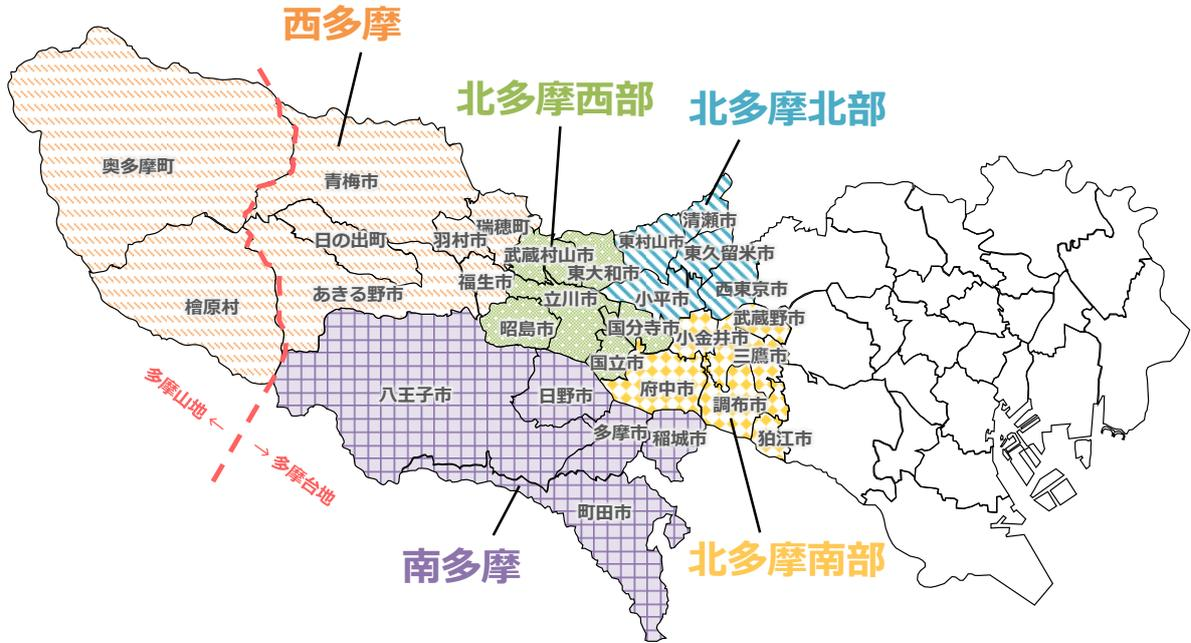 西多摩
北多摩西部
北多摩北部
奥多摩町
青梅市
瑞穂町
清瀬市
日の出町
羽村市
東村山市
武蔵村山市
東久留米市
東大和市
福生市
あきる野市
立川市
小平市
西東京市
檜原村
昭島市
国分寺市
武蔵野市
小金井市
三鷹市
国立市
八王子市
日野市
府中市
調布市
多摩市
稲城市
狛江市
多摩山地 ←
→ 多摩台地
町田市
南多摩
北多摩南部